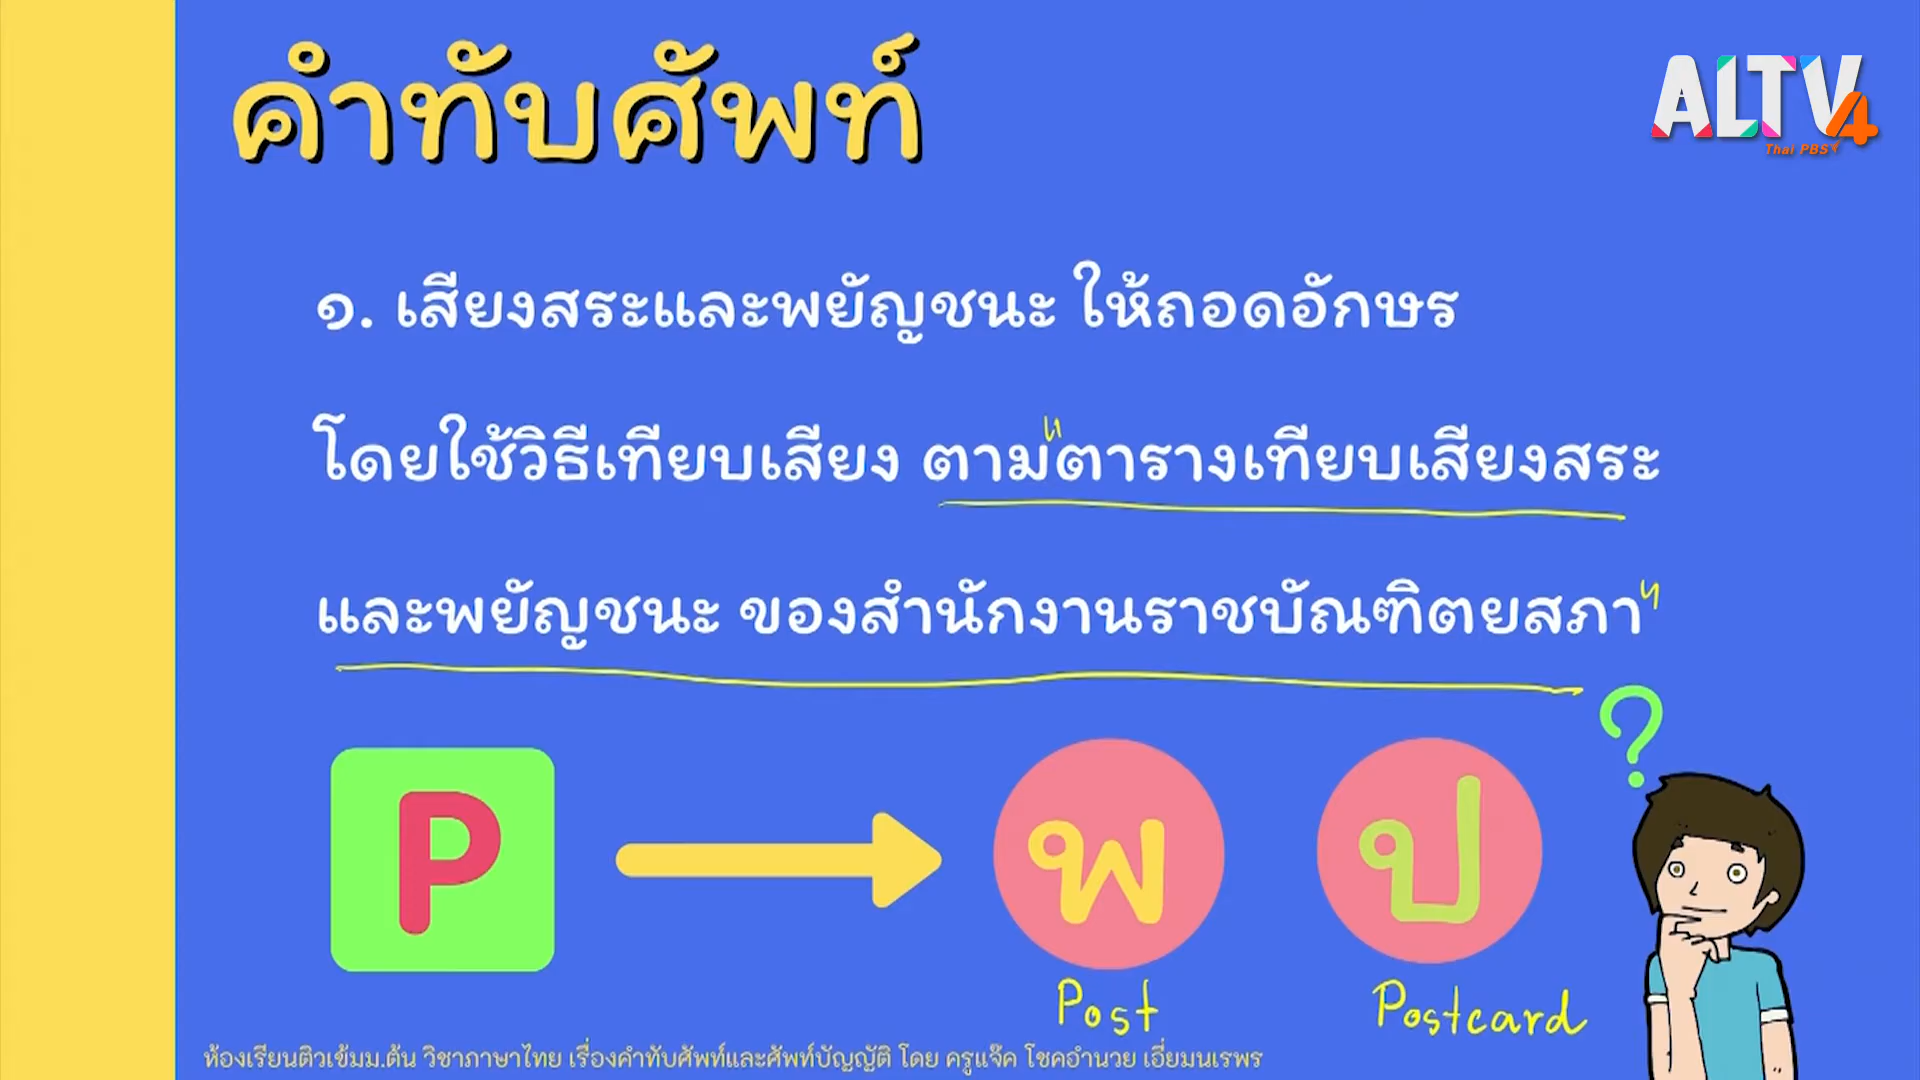 คำทับศัพท์
ALTV4
Thai PBS
๑. เสียงสระและพยัญชนะ ให้ถอดอักษร
โดยใช้วิธีเทียบเสียง ตาม"ตารางเทียบเสียงสระ
และพยัญชนะ ของสำนักงานราชบัณฑิตยสภา"
?
P
พ
ป
Post
Postcard
ห้องเรียนติวเข้มม.ต้น วิชาภาษาไทย เรื่องคำทับศัพท์และศัพท์บัญญัติ โดย ครูแจ๊ค โชคอำนวย เอี่ยมนเรพร